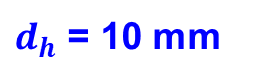 dₕ = 10 mm